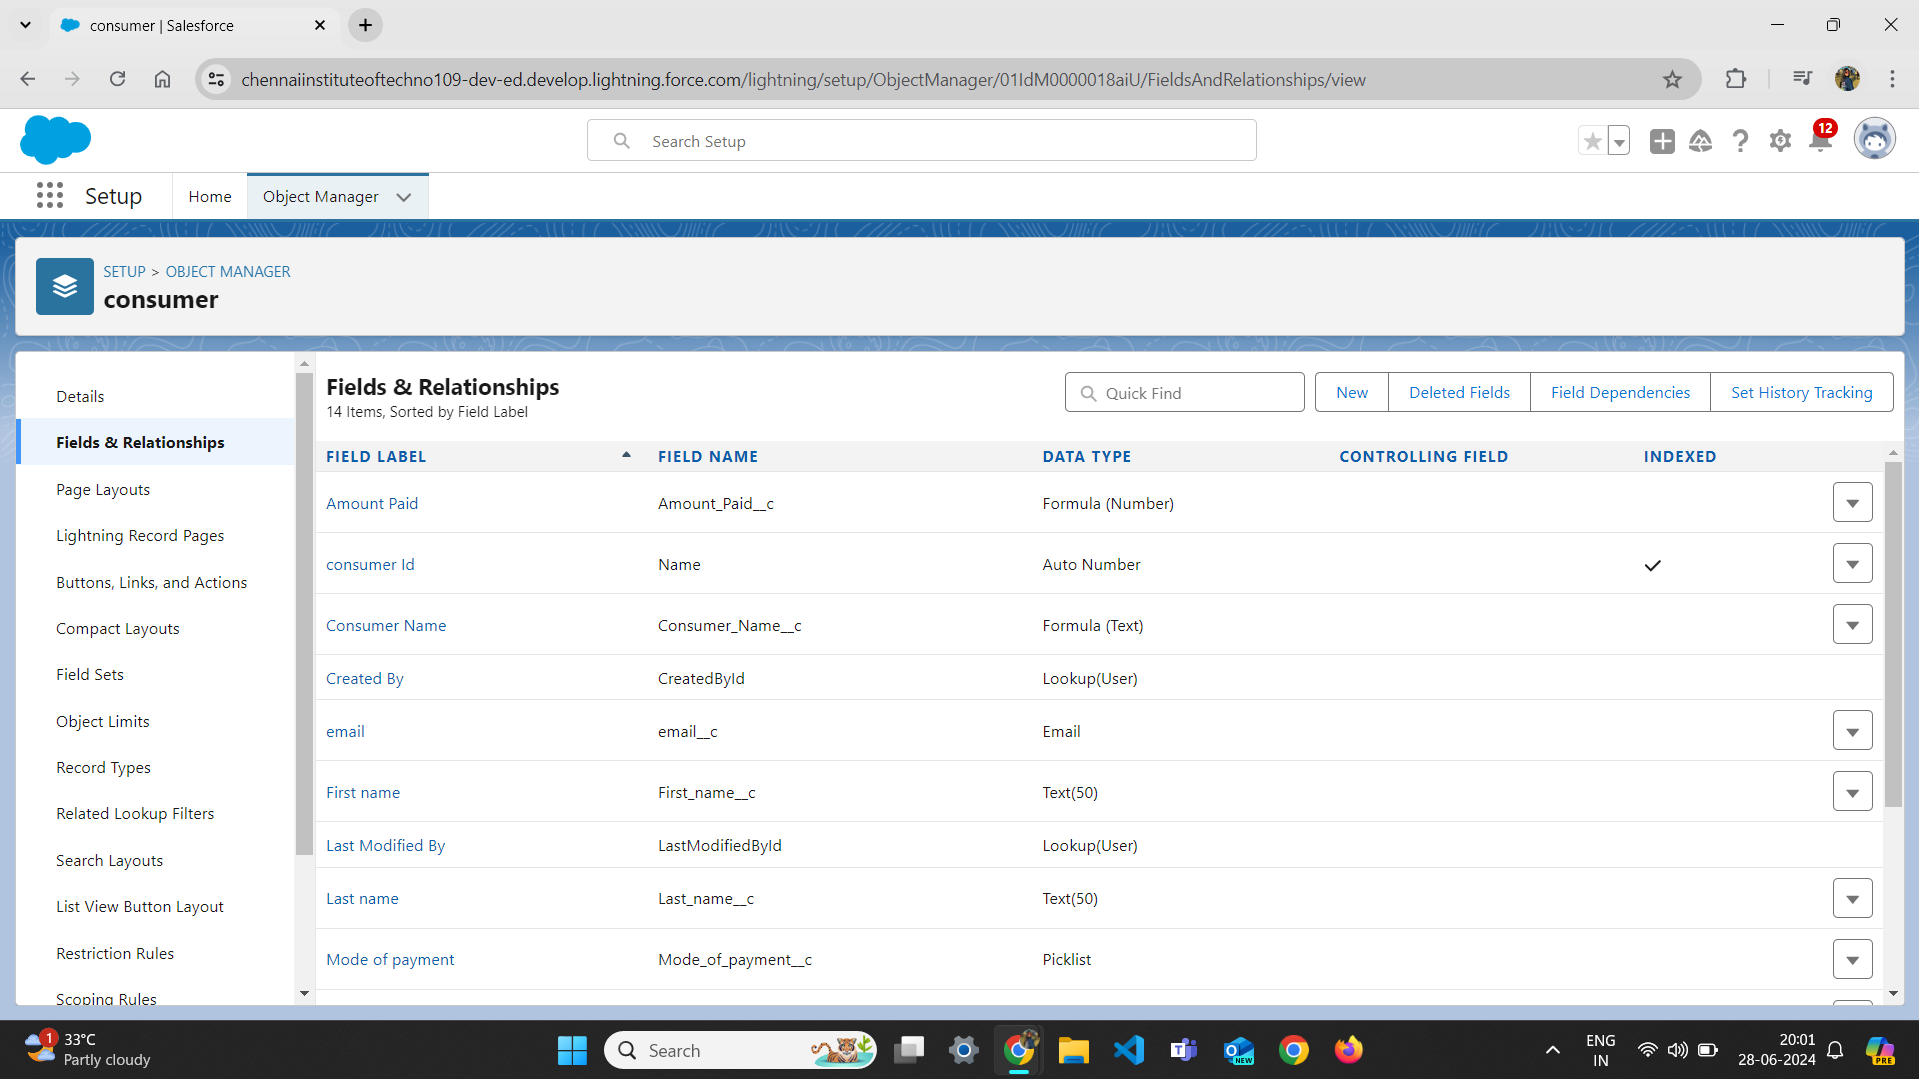 consumer | Salesforce
chennaiinstituteoftechno109-dev-ed.develop.lightning.force.com/lightning/setup/ObjectManager/01IdM0000018aiU/FieldsAndRelationships/view
Search Setup
12
Setup
Home
Object Manager
SETUP > OBJECT MANAGER
consumer
Details
Fields & Relationships
Page Layouts
Lightning Record Pages
Buttons, Links, and Actions
Compact Layouts
Field Sets
Object Limits
Record Types
Related Lookup Filters
Search Layouts
List View Button Layout
Restriction Rules
Scoping Rules
Fields & Relationships
14 Items, Sorted by Field Label
Quick Find
New
Deleted Fields
Field Dependencies
Set History Tracking
FIELD LABEL FIELD NAME DATA TYPE CONTROLLING FIELD INDEXED
Amount Paid Amount_Paid__c Formula (Number)
consumer Id Name Auto Number
Consumer Name Consumer_Name__c Formula (Text)
Created By CreatedById Lookup(User)
email email__c Email
First name First_name__c Text(50)
Last Modified By LastModifiedById Lookup(User)
Last name Last_name__c Text(50)
Mode of payment Mode_of_payment__c Picklist
1
33°C
Partly cloudy
Search
NEW
ENG
IN
20:01
28-06-2024
PRE